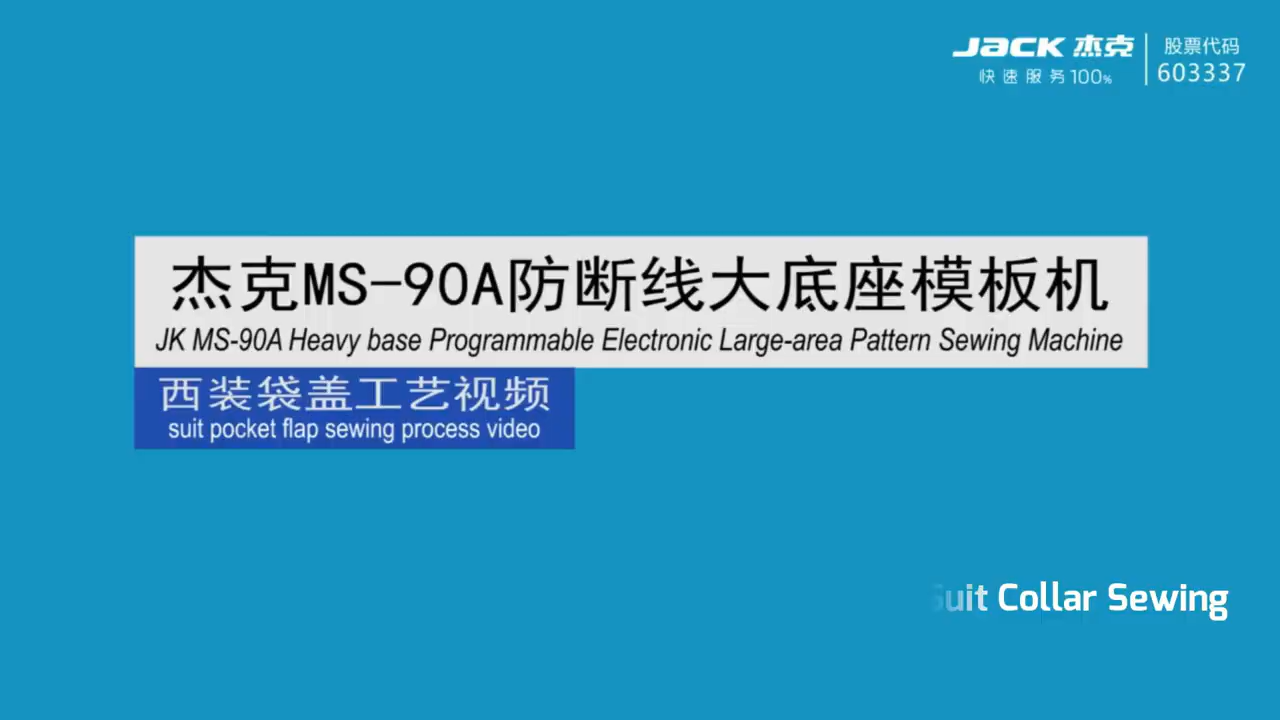 JACK 杰克
股票代码
快速服务100%
603337
杰克MS-90A防断线大底座模板机
JK MS-90A Heavy base Programmable Electronic Large-area Pattern Sewing Machine
西装袋盖工艺视频
suit pocket flap sewing process video
Suit Collar Sewing